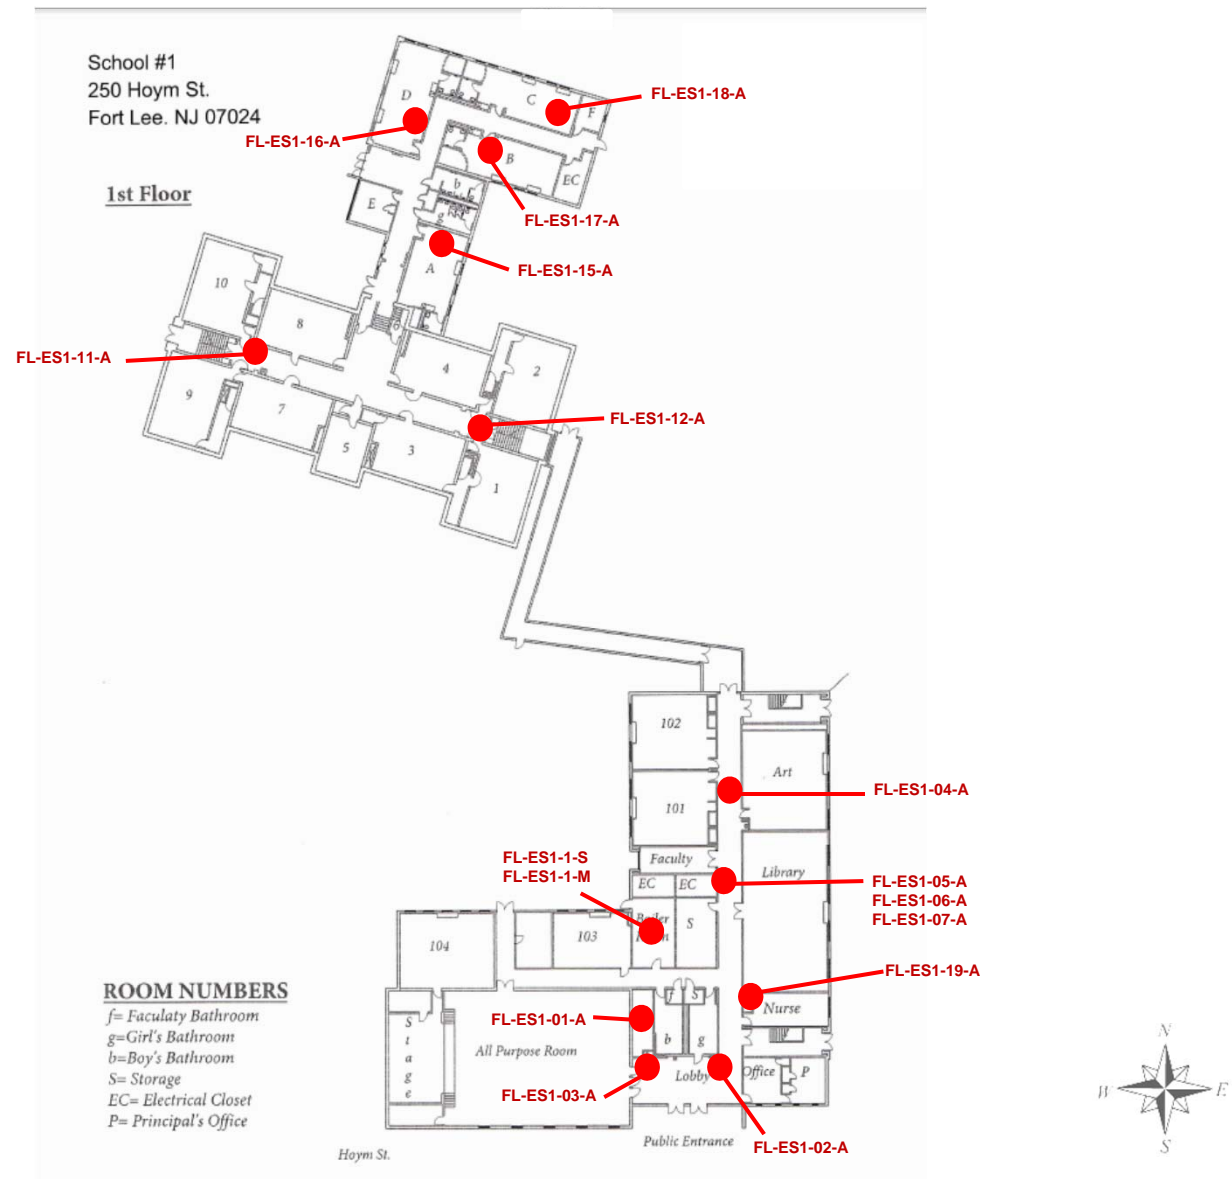 School #1
250 Hoym St.
Fort Lee. NJ 07024
1st Floor
D
C
F
FL-ES1-18-A
FL-ES1-16-A
B
EC
b
E
g
FL-ES1-17-A
A
FL-ES1-15-A
10
8
FL-ES1-11-A
4
2
9
7
FL-ES1-12-A
5
3
1
102
Art
101
FL-ES1-04-A
FL-ES1-1-S
FL-ES1-1-M
Faculty
Library
EC
EC
FL-ES1-05-A
FL-ES1-06-A
FL-ES1-07-A
Boiler
S
104
103
FL-ES1-19-A
f
S
Nurse
FL-ES1-01-A
Stage
All Purpose Room
b
g
Lobby
Office
P
FL-ES1-03-A
FL-ES1-02-A
Public Entrance
Hoym St.
ROOM NUMBERS
f= Faculaty Bathroom
g=Girl's Bathroom
b=Boy's Bathroom
S= Storage
EC= Electrical Closet
P= Principal's Office
N
W
E
S